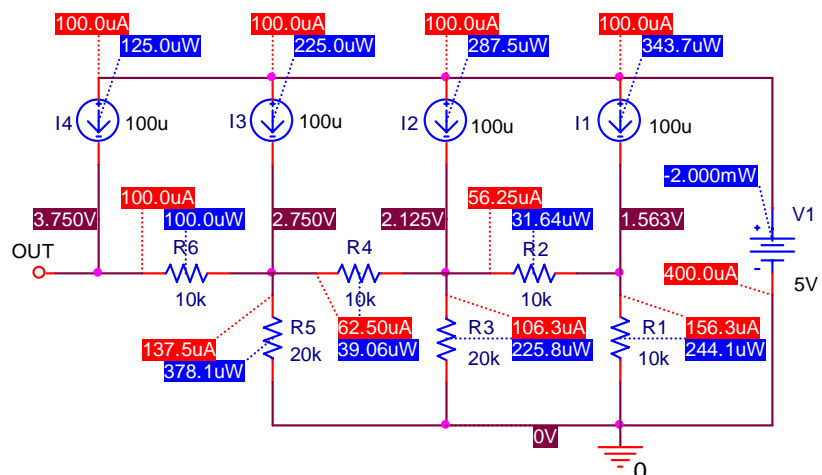 100.0uA 100.0uA 100.0uA 100.0uA
125.0uW 225.0uW 287.5uW 343.7uW
I4 100u I3 100u I2 100u I1 100u
-2.000mW
100.0uA 56.25uA
3.750V 100.0uW 2.750V 2.125V 31.64uW 1.563V V1
OUT R6 R4 R2
400.0uA
10k 10k 10k 5V
137.5uA R5 62.50uA R3 106.3uA R1 156.3uA
378.1uW 20k 39.06uW 20k 225.8uW 10k 244.1uW
0V
0